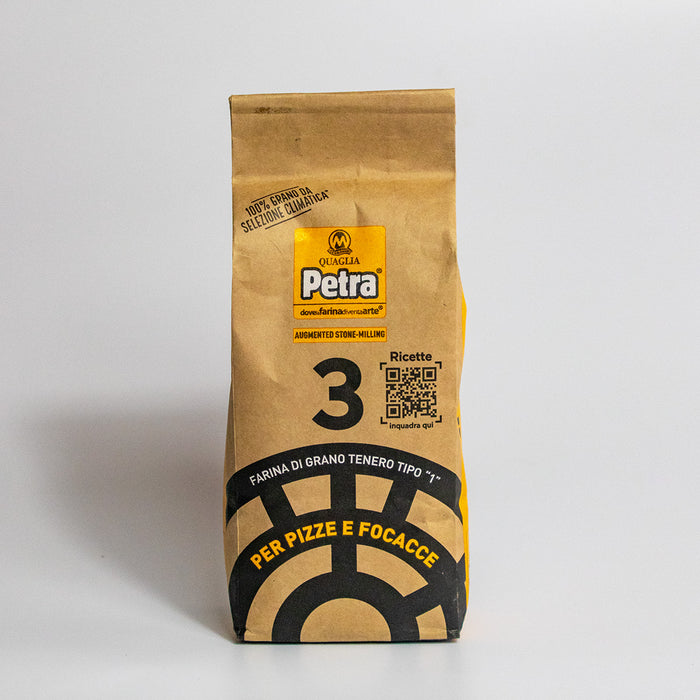 100% GRANO DA
SELEZIONE CLIMATICA™
QUAGLIA
Petra®
dovelafarinadiventaarte®
AUGMENTED STONE-MILLING
3
Ricette
inquadra qui
FARINA DI GRANO TENERO TIPO "1"
PER PIZZE E FOCACCE